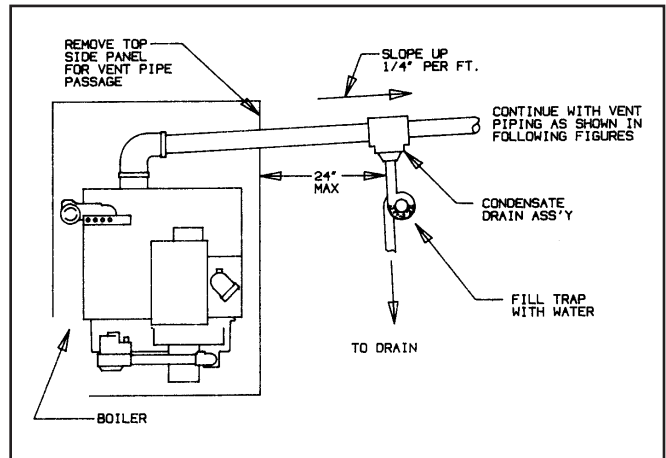 REMOVE TOP
SIDE PANEL
FOR VENT PIPE
PASSAGE
SLOPE UP
1/4" PER FT.
CONTINUE WITH VENT
PIPING AS SHOWN IN
FOLLOWING FIGURES
24"
MAX
CONDENSATE
DRAIN ASS'Y
FILL TRAP
WITH WATER
TO DRAIN
BOILER